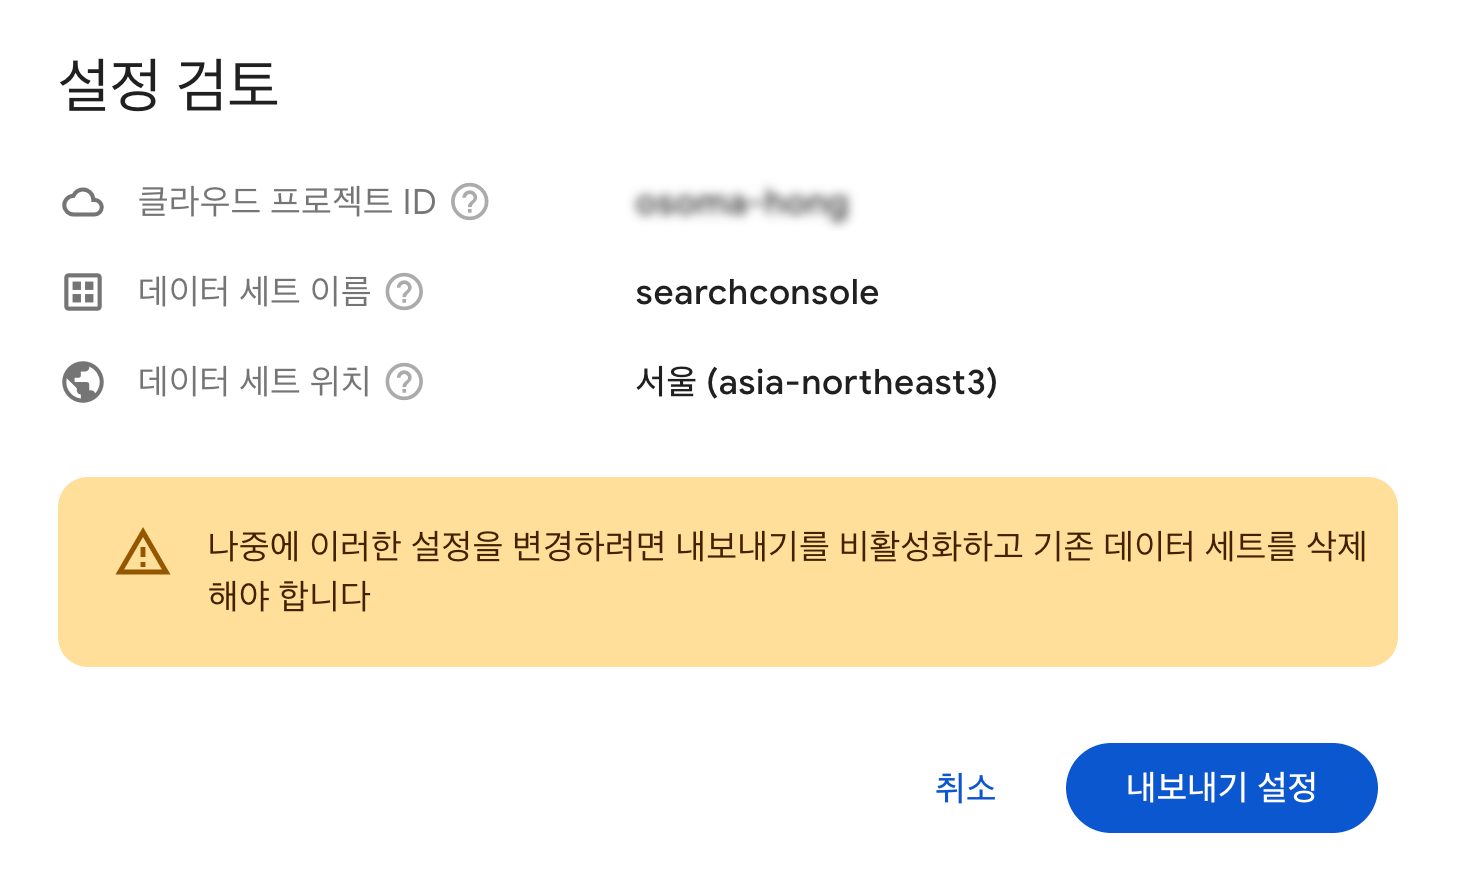 설정 검토
클라우드 프로젝트 ID
데이터 세트 이름 searchconsole
데이터 세트 위치 서울 (asia-northeast3)
나중에 이러한 설정을 변경하려면 내보내기를 비활성화하고 기존 데이터 세트를 삭제
해야 합니다
취소 내보내기 설정